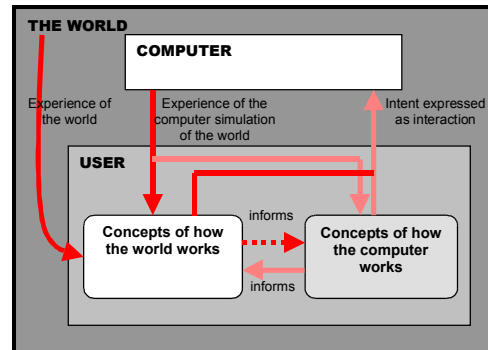 THE WORLD
COMPUTER
Experience of
the world
Experience of the
computer simulation
of the world
Intent expressed
as interaction
USER
informs
Concepts of how
the world works
Concepts of how
the computer
works
informs